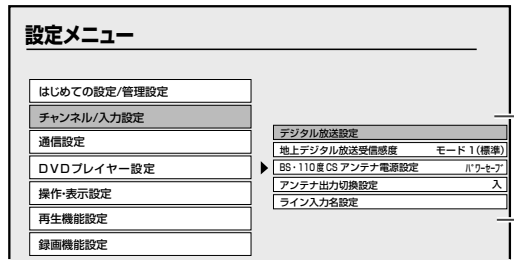 設定メニュー
はじめての設定/管理設定
チャンネル/入力設定
通信設定
DVDプレイヤー設定
操作・表示設定
再生機能設定
録画機能設定
デジタル放送設定
地上デジタル放送受信感度 モード1(標準)
BS・110度CSアンテナ電源設定 パワーセーブ
アンテナ出力切換設定 入
ライン入力名設定